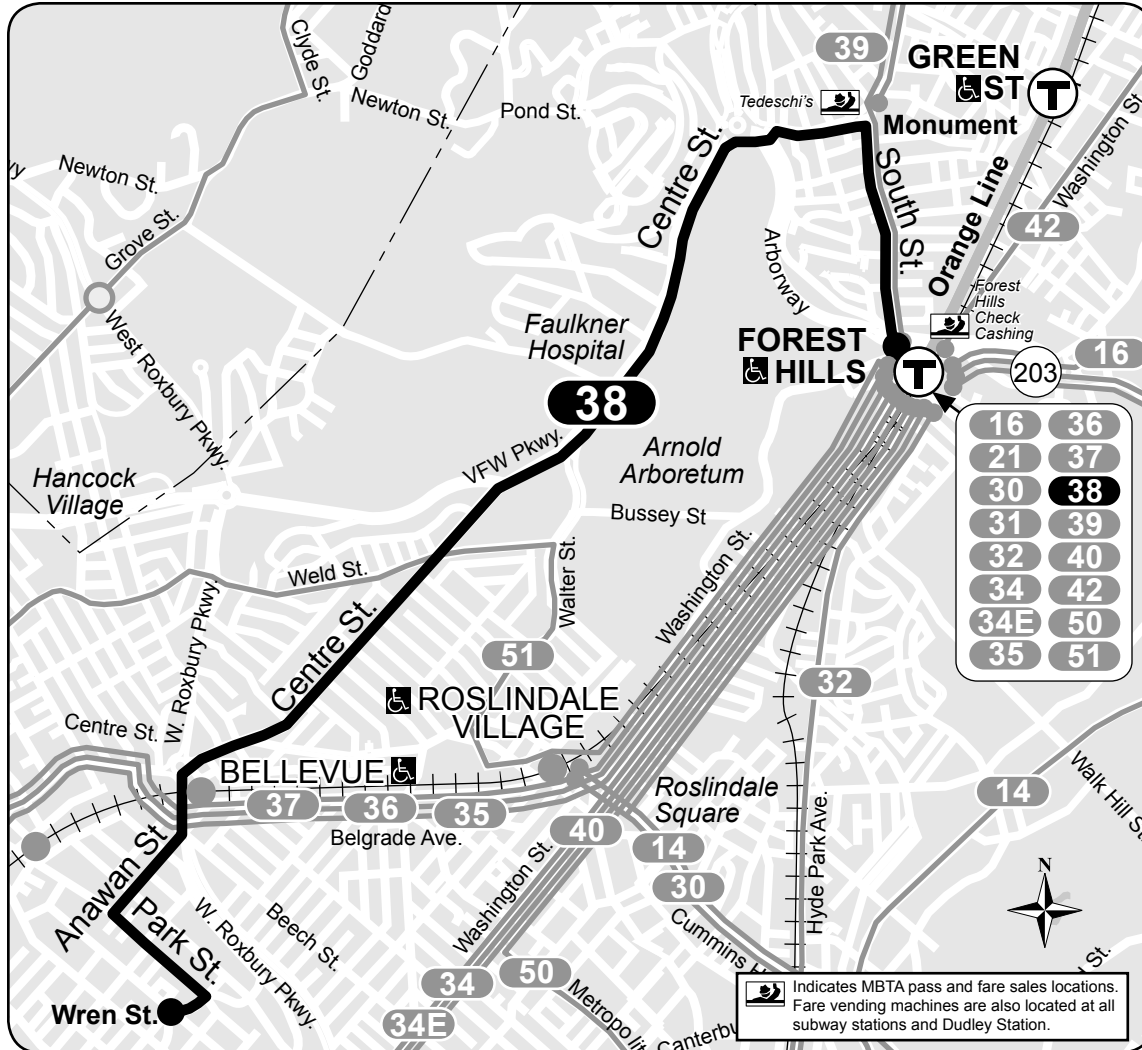 39
GREEN
ST
T
Tedeschi's
Monument
Clyde St.
Goddard
Newton St.
Pond St.
Newton St.
Grove St.
Centre St.
South St.
Washington St.
42
Orange Line
Arborway
Forest
Hills
Check
Cashing
West Roxbury Pkwy.
Faulkner
Hospital
FOREST
HILLS
T
203
16
38
16 36
21 37
30 38
31 39
32 40
34 42
34E 50
35 51
VFW Pkwy.
Arnold
Arboretum
Hancock
Village
Bussey St
Washington St.
Weld St.
Walter St.
W. Roxbury Pkwy.
Centre St.
51
32
ROSLINDALE
VILLAGE
Centre St.
BELLEVUE
37 36 35
Belgrade Ave.
Roslindale
Square
14
Walk Hill St.
40
14
30
Hyde Park Ave.
N
Anawan St
Park St.
W. Roxbury Pkwy.
Beech St.
Washington St.
Cummins H
Wren St.
34
50
34E
Metropolit
Canterbu
St.
Indicates MBTA pass and fare sales locations.
Fare vending machines are also located at all
subway stations and Dudley Station.